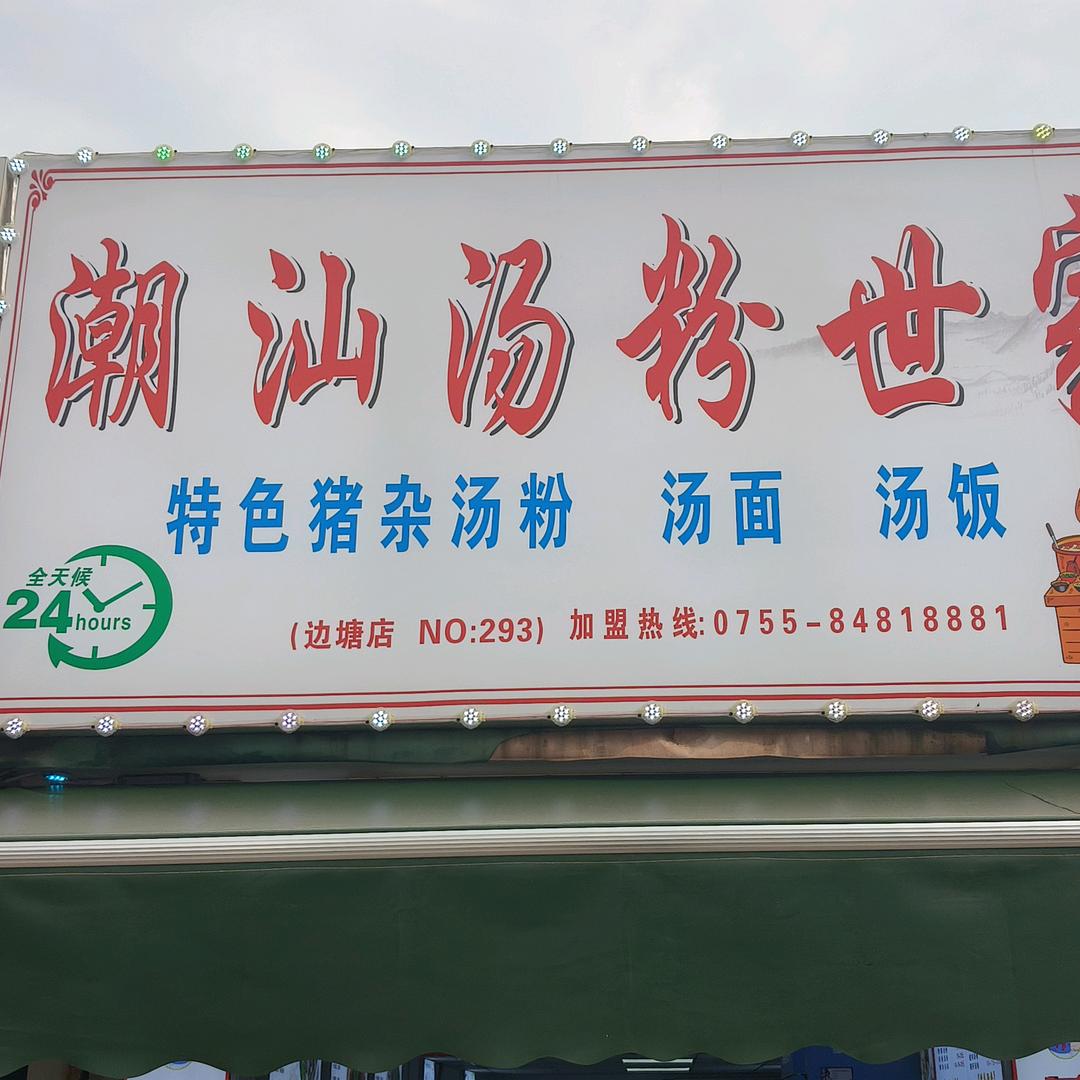 潮汕汤粉世家
特色猪杂汤粉 汤面 汤饭
全天候
24hours
(边塘店 NO:293) 加盟热线:0755-84818881